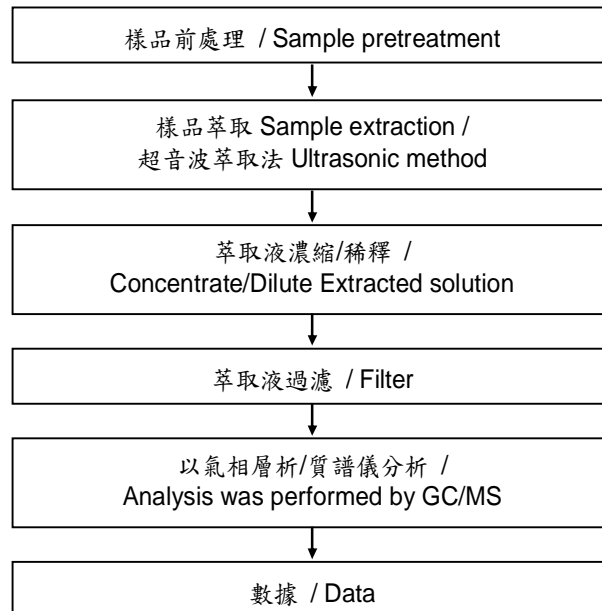 樣品前處理 / Sample pretreatment
樣品萃取 Sample extraction /
超音波萃取法 Ultrasonic method
萃取液濃縮/稀釋 /
Concentrate/Dilute Extracted solution
萃取液過濾 / Filter
以氣相層析/質譜儀分析 /
Analysis was performed by GC/MS
數據 / Data